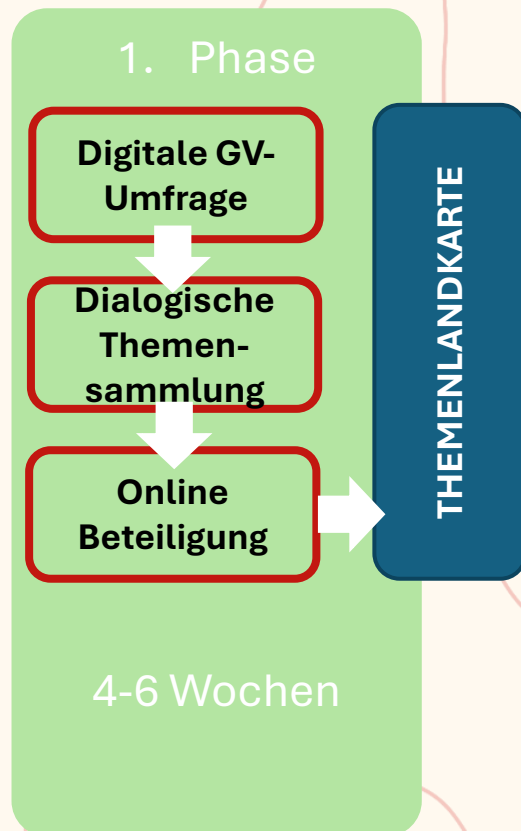 1. Phase
Digitale GV-
Umfrage
Dialogische
Themen-
sammlung
Online
Beteiligung
THEMENLANDKARTE
4-6 Wochen